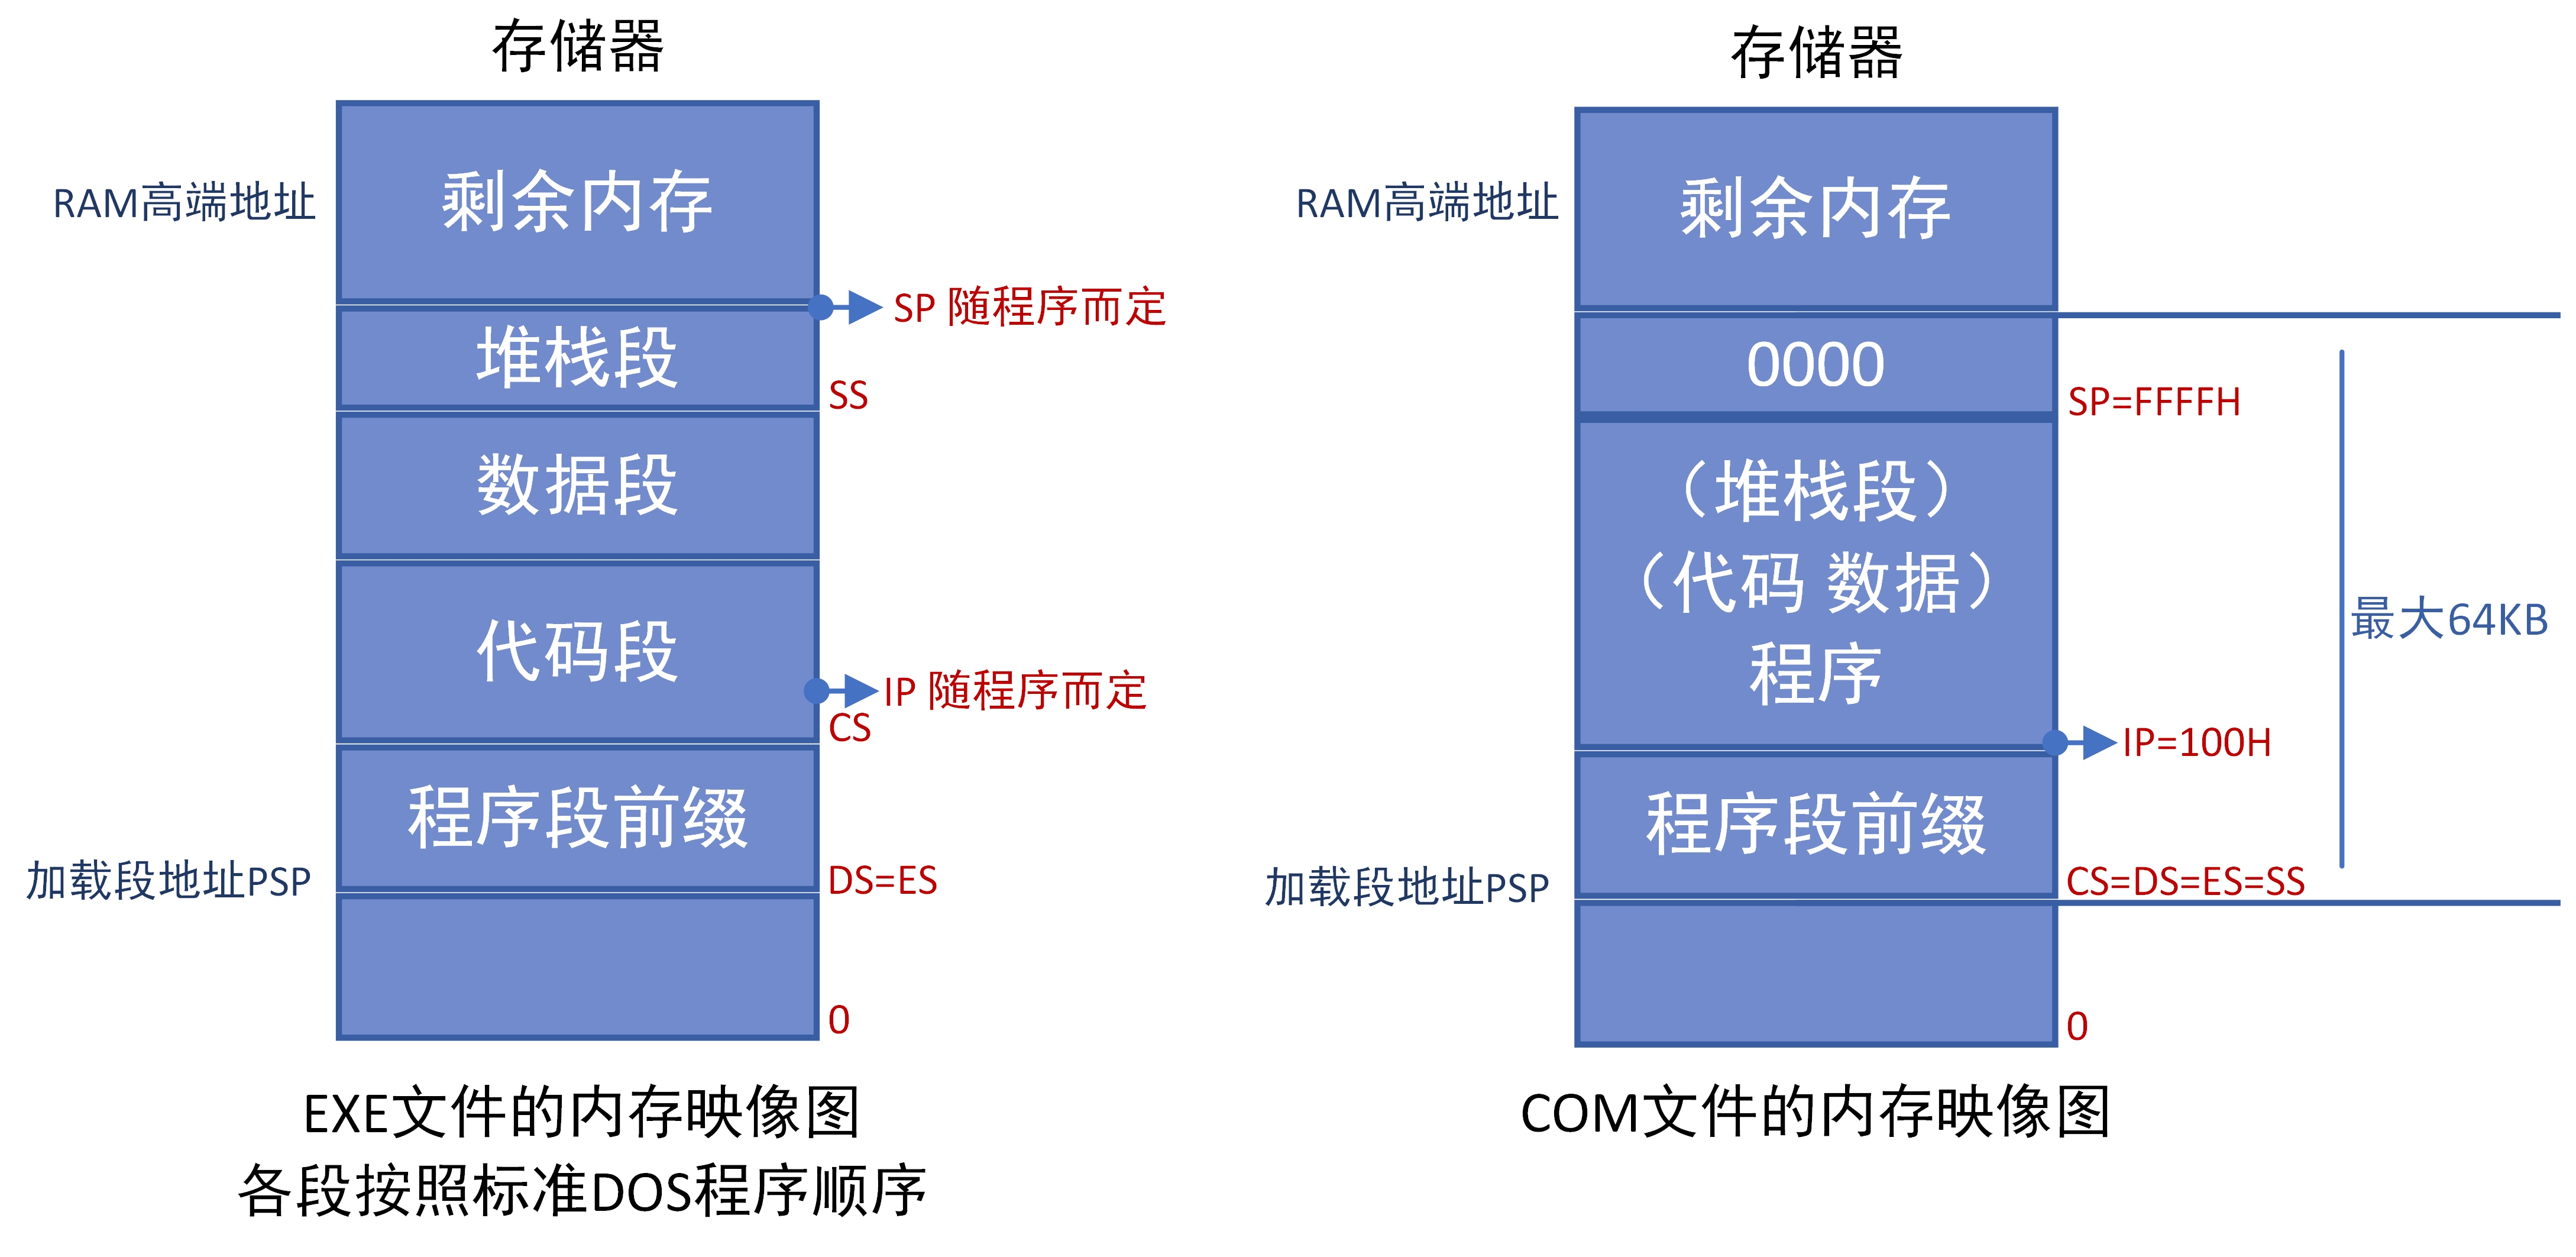 存储器
RAM高端地址
剩余内存
SP 随程序而定
堆栈段
SS
数据段
代码段
IP 随程序而定
CS
程序段前缀
加载段地址PSP
DS=ES
0
EXE文件的内存映像图
各段按照标准DOS程序顺序
存储器
RAM高端地址
剩余内存
0000
SP=FFFFH
（堆栈段）
（代码 数据）
程序
最大64KB
IP=100H
程序段前缀
加载段地址PSP
CS=DS=ES=SS
0
COM文件的内存映像图